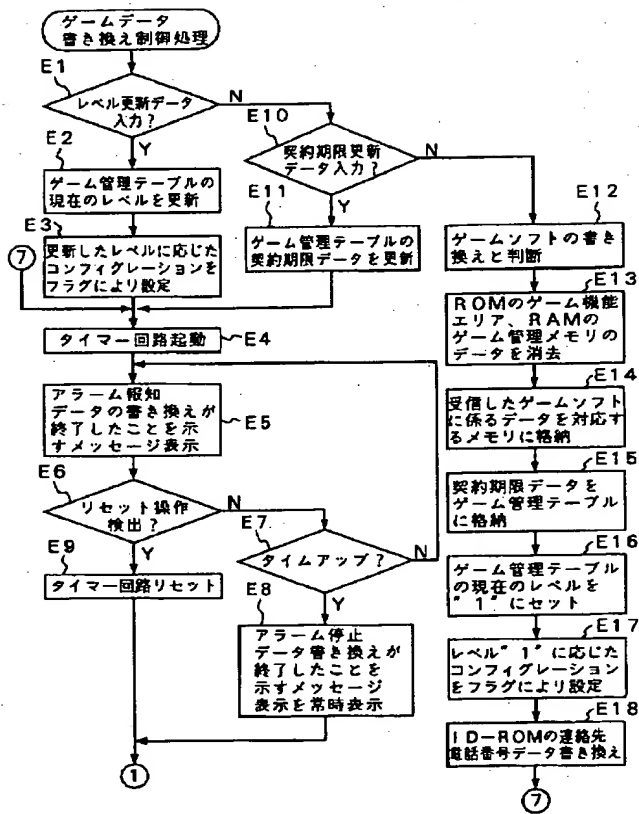 ゲームデータ
書き換え制御処理
E1
レベル更新データ
入力?
N
Y
E2
ゲーム管理テーブルの
現在のレベルを更新
E3
更新したレベルに応じた
コンフィグレーションを
フラグにより設定
7
E10
契約期限更新
データ入力?
N
Y
E11
ゲーム管理テーブルの
契約期限データを更新
タイマー回路起動
E4
アラーム報知
データの書き換えが
終了したことを示
すメッセージ表示
E5
E6
リセット操作
検出?
N
Y
E7
タイムアップ?
N
Y
E9
タイマー回路リセット
E8
アラーム停止
データ書き換えが
終了したことを
示すメッセージ
表示を常時表示
1
E12
ゲームソフトの書き
換えと判断
E13
ROMのゲーム機能
エリア、RAMの
ゲーム管理メモリの
データを消去
E14
受信したゲームソフト
に係るデータを対応す
るメモリに格納
E15
契約期限データを
ゲーム管理テーブル
に格納
E16
ゲーム管理テーブル
の現在のレベルを
"1"にセット
E17
レベル"1"に応じた
コンフィグレーション
をフラグにより設定
E18
ID-ROMの連絡先
電話番号データ書き換え
7